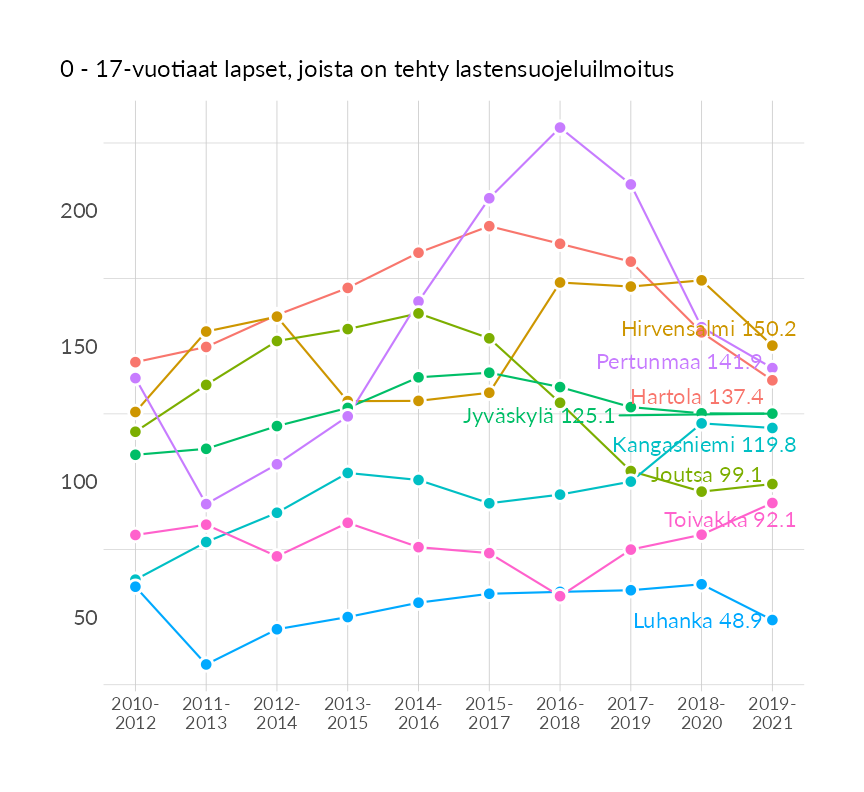 0 - 17-vuotiaat lapset, joista on tehty lastensuojeluilmoitus
200
150
100
50
Hirvensalmi 150.2
Pertunmaa 141.9
Hartola 137.4
Jyväskylä 125.1
Kangasniemi 119.8
Joutsa 99.1
Toivakka 92.1
Luhanka 48.9
2010-
2012
2011-
2013
2012-
2014
2013-
2015
2014-
2016
2015-
2017
2016-
2018
2017-
2019
2018-
2020
2019-
2021